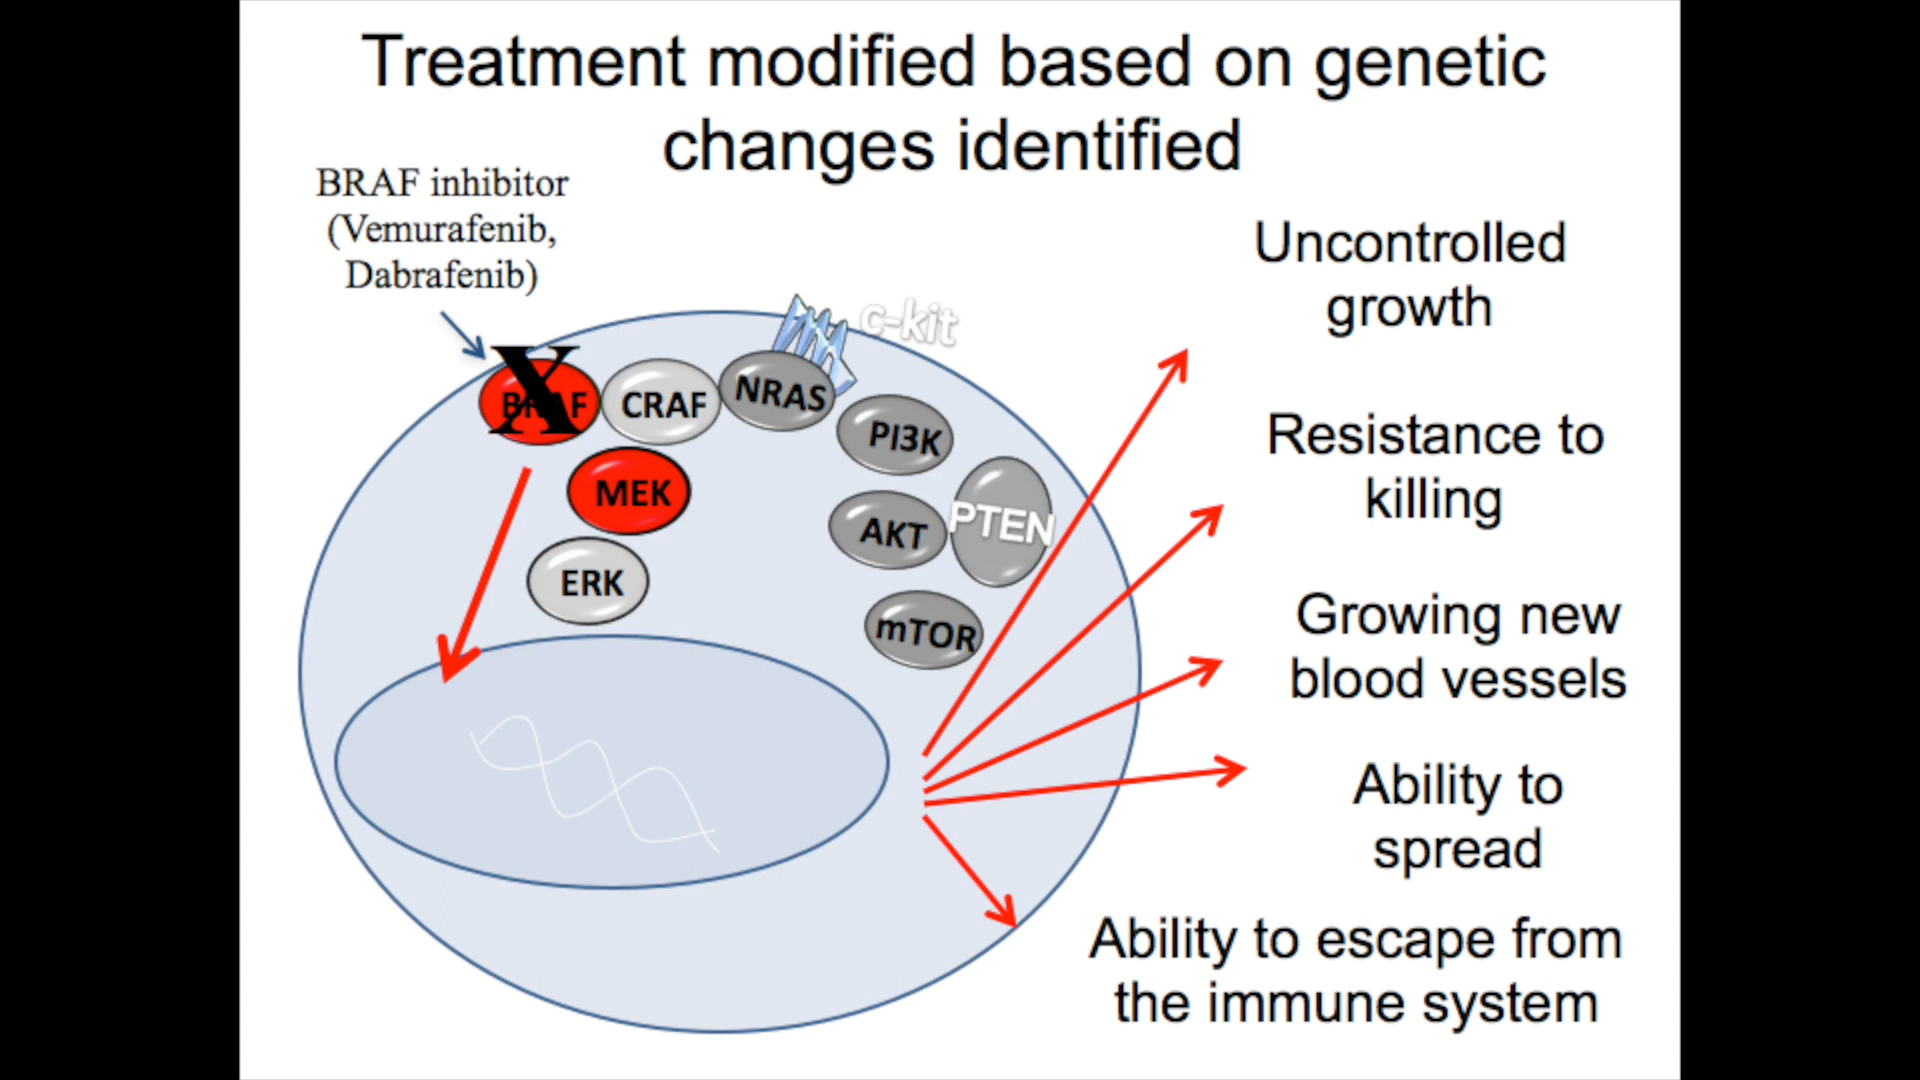 Treatment modified based on genetic
changes identified
BRAF inhibitor
(Vemurafenib,
Dabrafenib)
c-kit
BRAF
X
CRAF
NRAS
PI3K
MEK
AKT
PTEN
ERK
mTOR
Uncontrolled
growth
Resistance to
killing
Growing new
blood vessels
Ability to
spread
Ability to escape from
the immune system